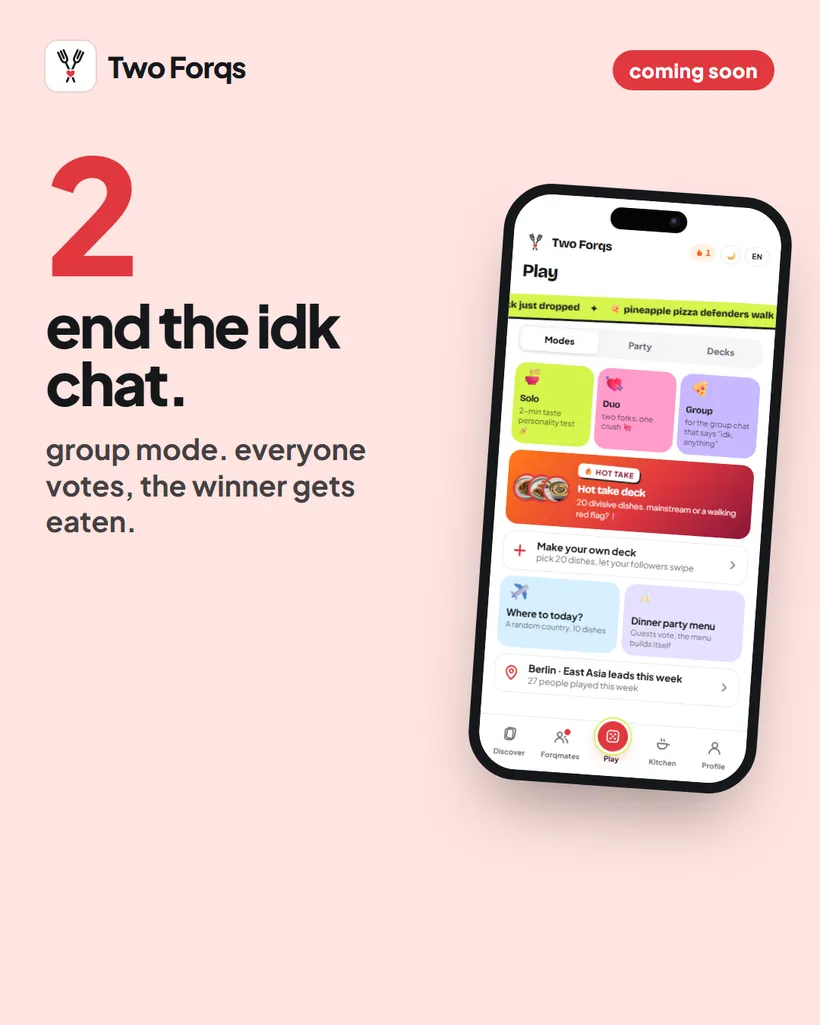 Two Forqs
coming soon
2
end the idk
chat.
group mode. everyone
votes, the winner gets
eaten.
Two Forqs
1
EN
Play
ck just dropped ✦ 🍕 pineapple pizza defenders walk
Modes
Party
Decks
Solo
2-min taste
personality test
Duo
two forks, one
crush 💘
Group
for the group chat
that says "idk,
anything"
🔥 HOT TAKE
Hot take deck
20 divisive dishes. mainstream or a walking
red flag?
Make your own deck
pick 20 dishes, let your followers swipe
Where to today?
A random country, 10 dishes
Dinner party menu
Guests vote, the menu
builds itself
Berlin · East Asia leads this week
27 people played this week
Discover
Forqmates
Play
Kitchen
Profile